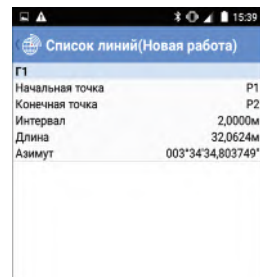 15:39
Список линий(Новая работа)
Г1
Начальная точка P1
Конечная точка P2
Интервал 2,0000м
Длина 32,0624м
Азимут 003°34'34,803749"